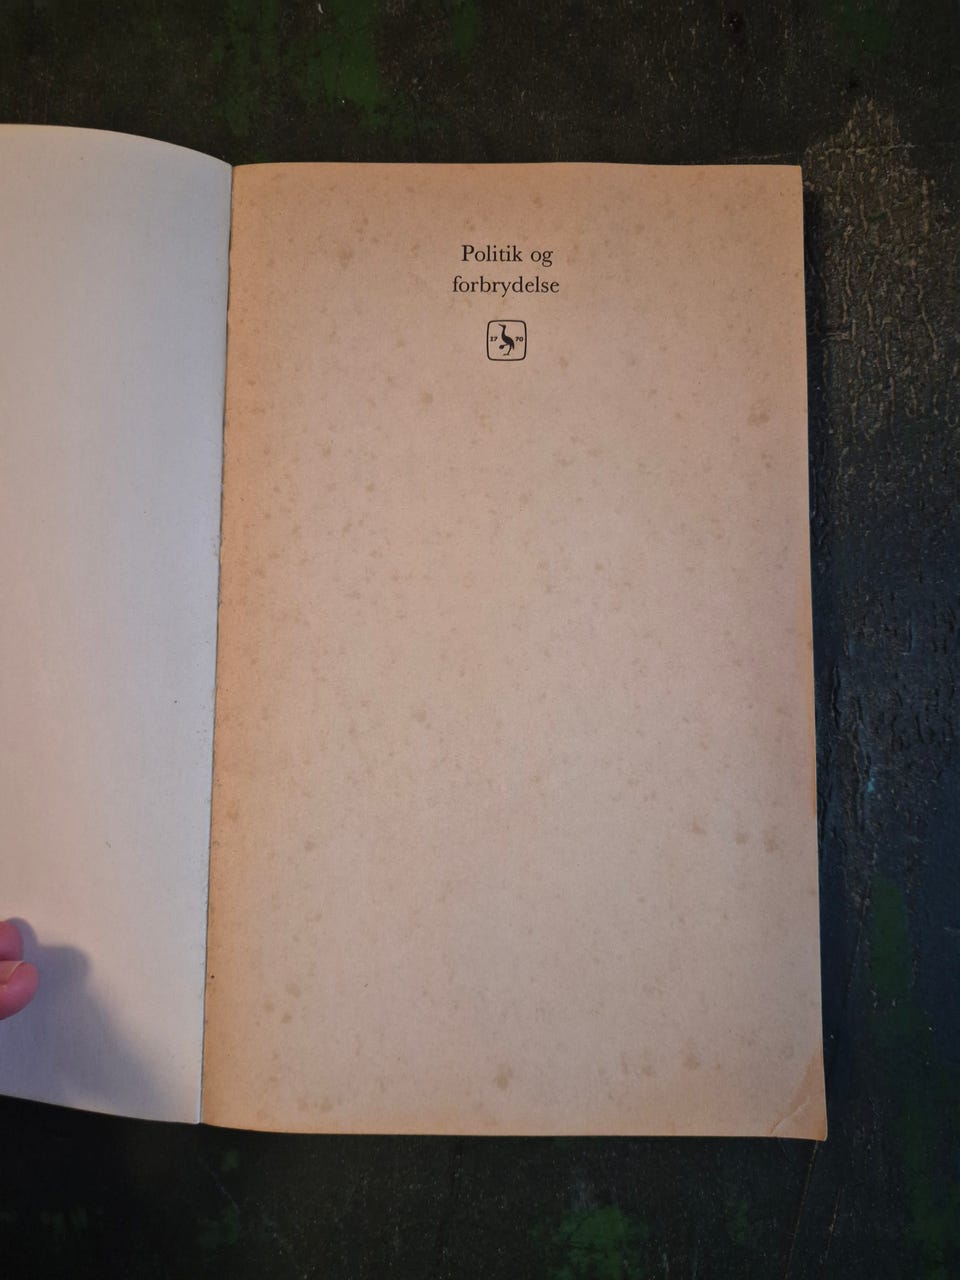 Politik og
forbrydelse
17 70